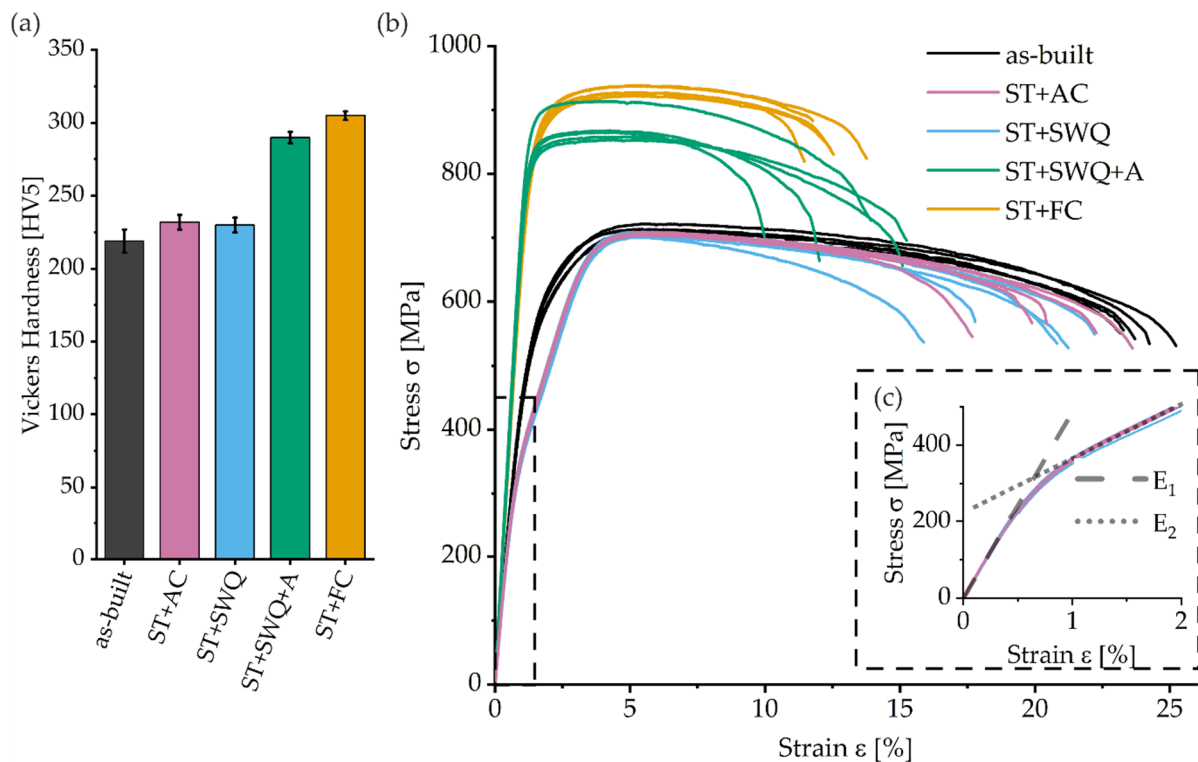 (a)
Vickers Hardness [HV5]
350
300
250
200
150
100
50
0
as-built
ST+AC
ST+SWQ
ST+SWQ+A
ST+FC
(b)
Stress σ [MPa]
1000
800
600
400
200
0
0
5
10
15
20
25
Strain ε [%]
as-built
ST+AC
ST+SWQ
ST+SWQ+A
ST+FC
(c)
Stress σ [MPa]
400
200
0
0
1
2
Strain ε [%]
E₁
E₂